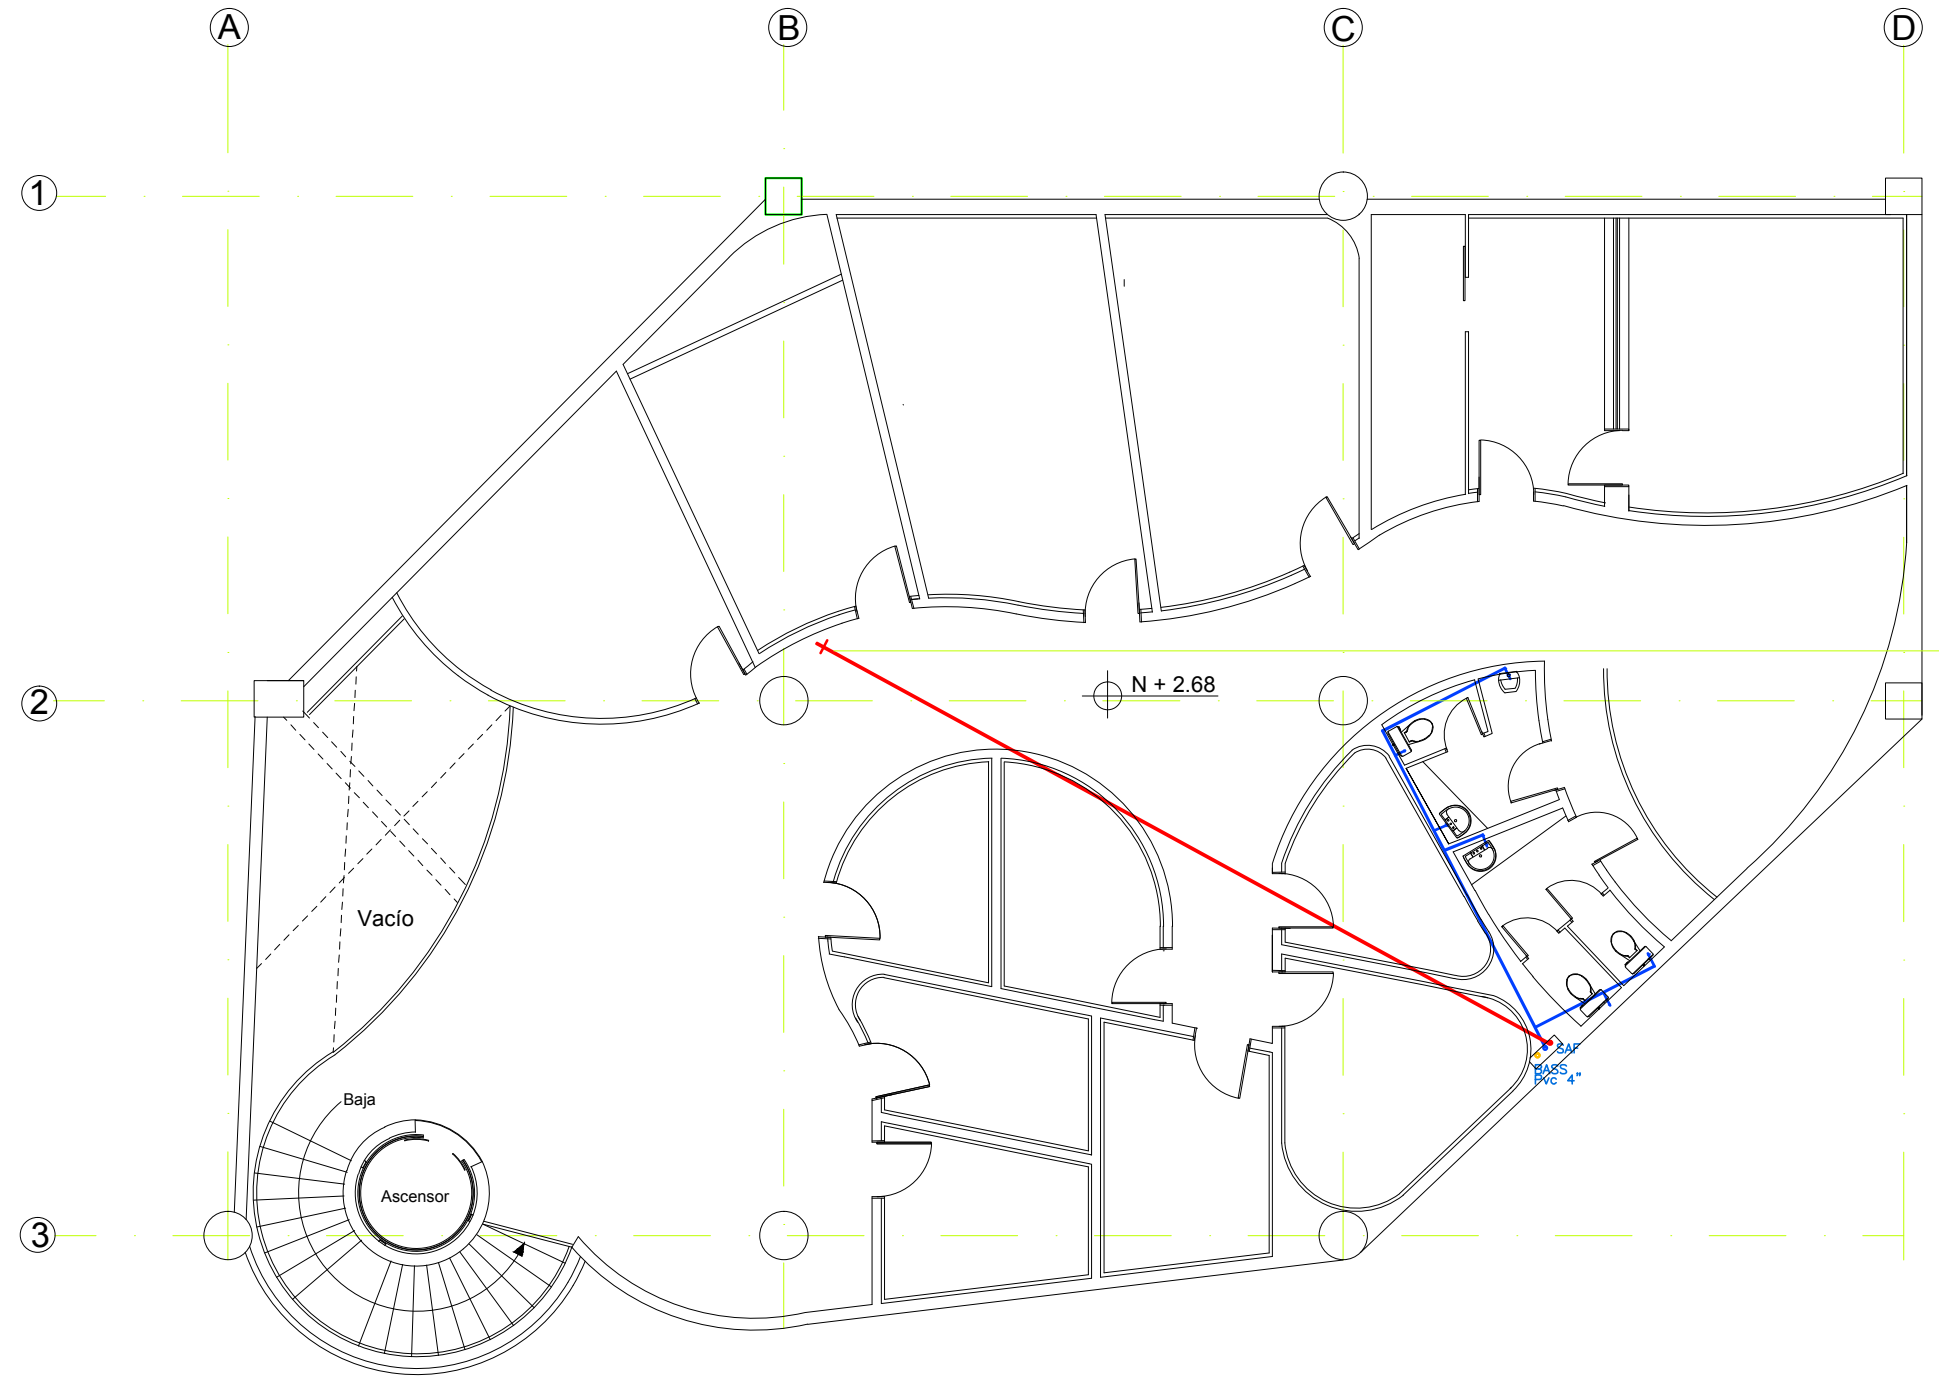 A
B
C
D
1
2
N + 2.68
Vacío
SAF
BASS
Pvc 4"
Baja
Ascensor
3